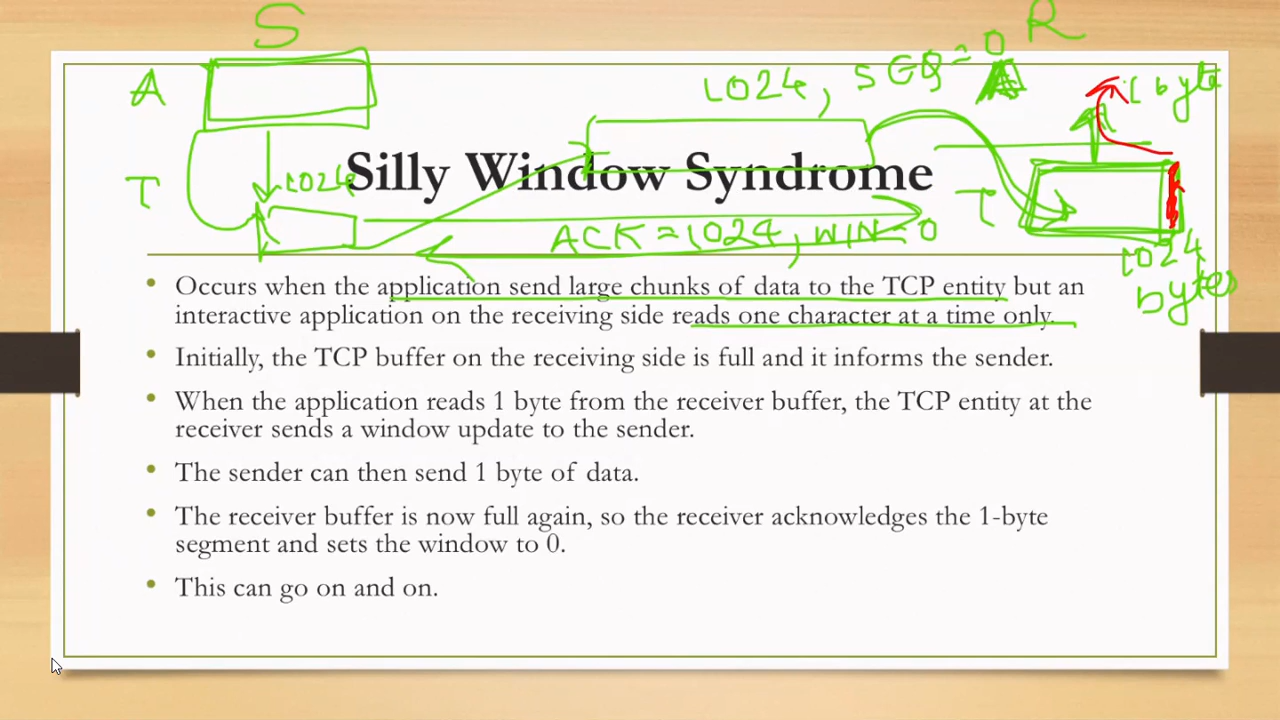 S
R
A
1024, SEQ=0
A
1 byte
T
1024
Silly Window Syndrome
T
ACK=1024, WIN=0
1024
bytes
• Occurs when the application send large chunks of data to the TCP entity but an
interactive application on the receiving side reads one character at a time only.
• Initially, the TCP buffer on the receiving side is full and it informs the sender.
• When the application reads 1 byte from the receiver buffer, the TCP entity at the
receiver sends a window update to the sender.
• The sender can then send 1 byte of data.
• The receiver buffer is now full again, so the receiver acknowledges the 1-byte
segment and sets the window to 0.
• This can go on and on.